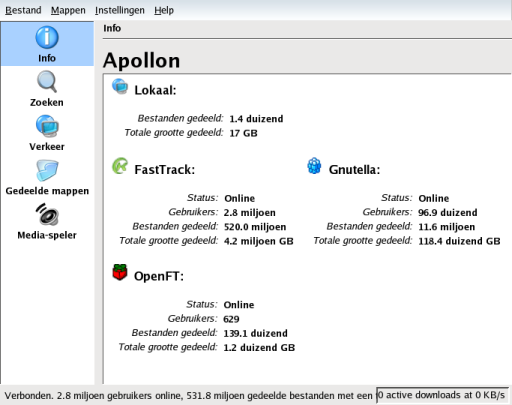 Bestand Mappen Instellingen Help
Info
Zoeken
Verkeer
Gedeelde mappen
Media-speler
Info
Apollon
Lokaal:
Bestanden gedeeld: 1.4 duizend
Totale grootte gedeeld: 17 GB
FastTrack:
Status: Online
Gebruikers: 2.8 miljoen
Bestanden gedeeld: 520.0 miljoen
Totale grootte gedeeld: 4.2 miljoen GB
Gnutella:
Status: Online
Gebruikers: 96.9 duizend
Bestanden gedeeld: 11.6 miljoen
Totale grootte gedeeld: 118.4 duizend GB
OpenFT:
Status: Online
Gebruikers: 629
Bestanden gedeeld: 139.1 duizend
Totale grootte gedeeld: 1.2 duizend GB
Verbonden. 2.8 miljoen gebruikers online, 531.8 miljoen gedeelde bestanden met een
0 active downloads at 0 KB/s